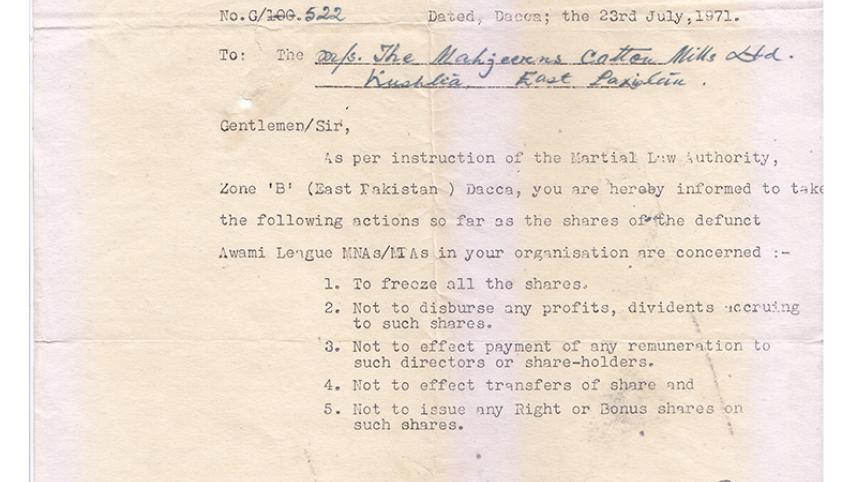 No.G/100.522 Dated, Dacca; the 23rd July,1971.
To: The M/s. The Mahjeerns Cotton Mills Ltd.
Kushtia, East Pakistan.
Gentlemen/Sir,
As per instruction of the Martial Law Authority,
Zone 'B' (East Pakistan ) Dacca, you are hereby informed to take
the following actions so far as the shares of the defunct
Awami League MNAs/MPAs in your organisation are concerned :-
1. To freeze all the shares.
2. Not to disburse any profits, dividents accruing
to such shares.
3. Not to effect payment of any remuneration to
such directors or share-holders.
4. Not to effect transfers of share and
5. Not to issue any Right or Bonus shares on
such shares.